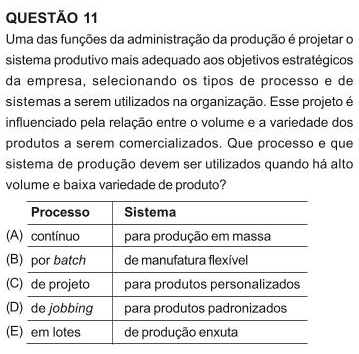 QUESTÃO 11
Uma das funções da administração da produção é projetar o
sistema produtivo mais adequado aos objetivos estratégicos
da empresa, selecionando os tipos de processo e de
sistemas a serem utilizados na organização. Esse projeto é
influenciado pela relação entre o volume e a variedade dos
produtos a serem comercializados. Que processo e que
sistema de produção devem ser utilizados quando há alto
volume e baixa variedade de produto?
Processo Sistema
(A) contínuo para produção em massa
(B) por batch de manufatura flexível
(C) de projeto para produtos personalizados
(D) de jobbing para produtos padronizados
(E) em lotes de produção enxuta